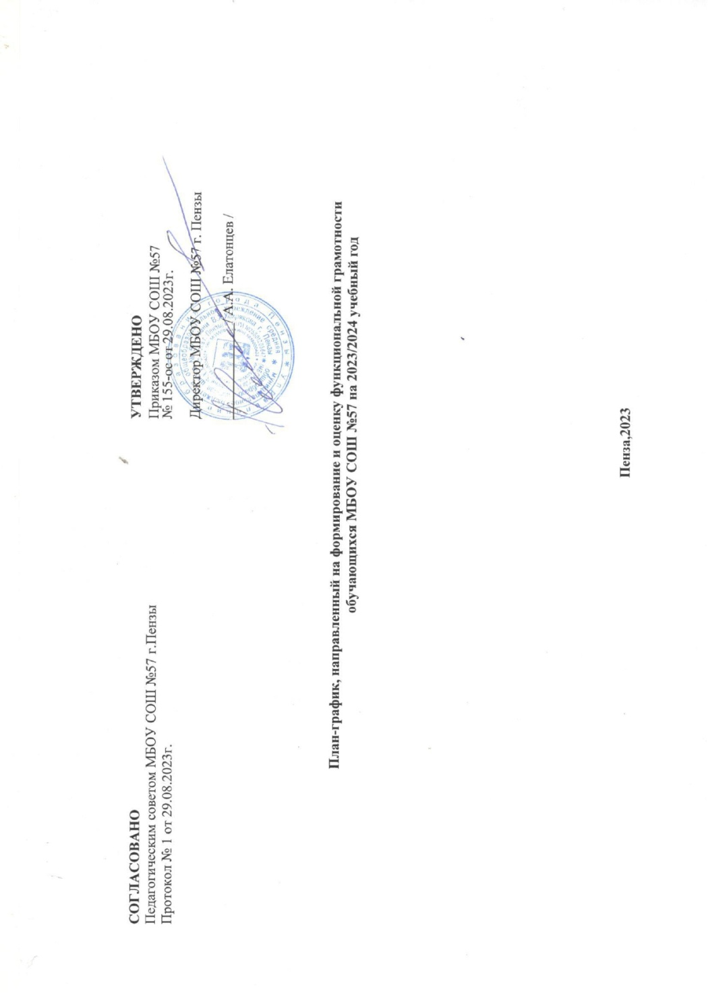 СОГЛАСОВАНО
Педагогическим советом МБОУ СОШ №57 г.Пензы
Протокол № 1 от 29.08.2023г.
УТВЕРЖДЕНО
Приказом МБОУ СОШ №57
№ 155-ос от 29.08.2023г.
Директор МБОУ СОШ №57 г. Пензы
/ А.А. Елатонцев /
План-график, направленный на формирование и оценку функциональной грамотности
обучающихся МБОУ СОШ №57 на 2023/2024 учебный год
Пенза,2023